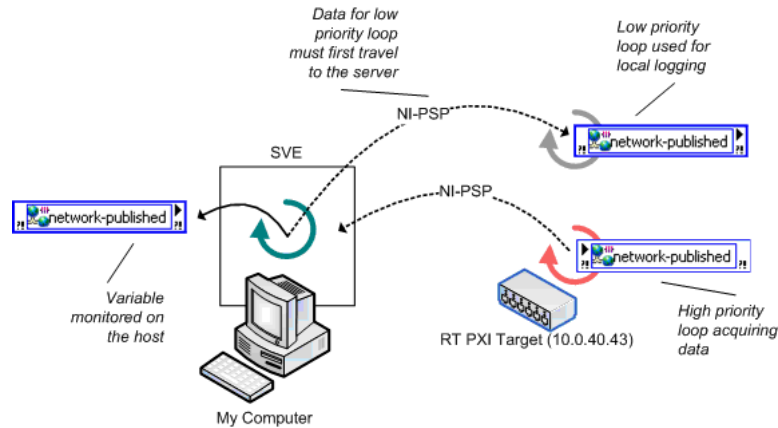 Data for low
priority loop
must first travel
to the server
Low priority
loop used for
local logging
NI-PSP
network-published
SVE
NI-PSP
network-published
network-published
Variable
monitored on
the host
RT PXI Target (10.0.40.43)
High priority
loop acquiring
data
My Computer